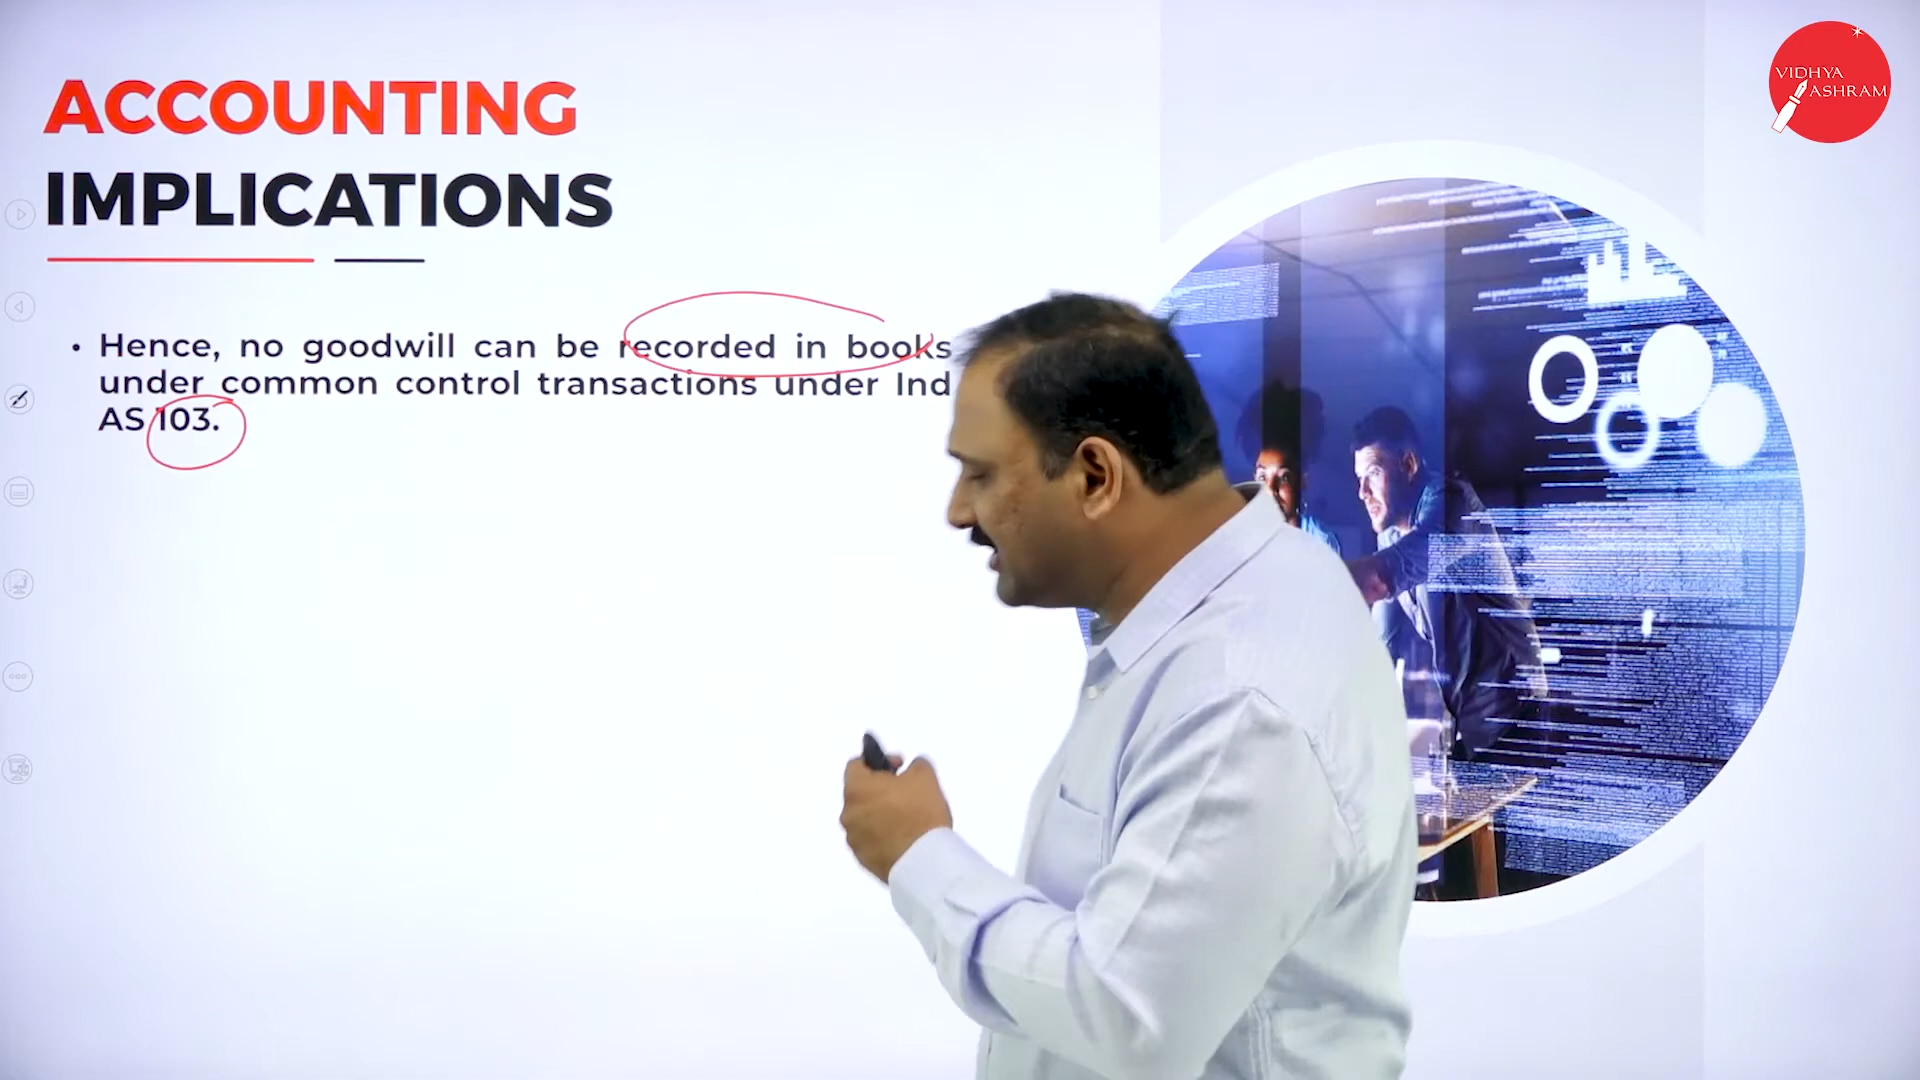 ACCOUNTING
IMPLICATIONS
• Hence, no goodwill can be recorded in books
under common control transactions under Ind
AS 103.
VIDHYA
ASHRAM